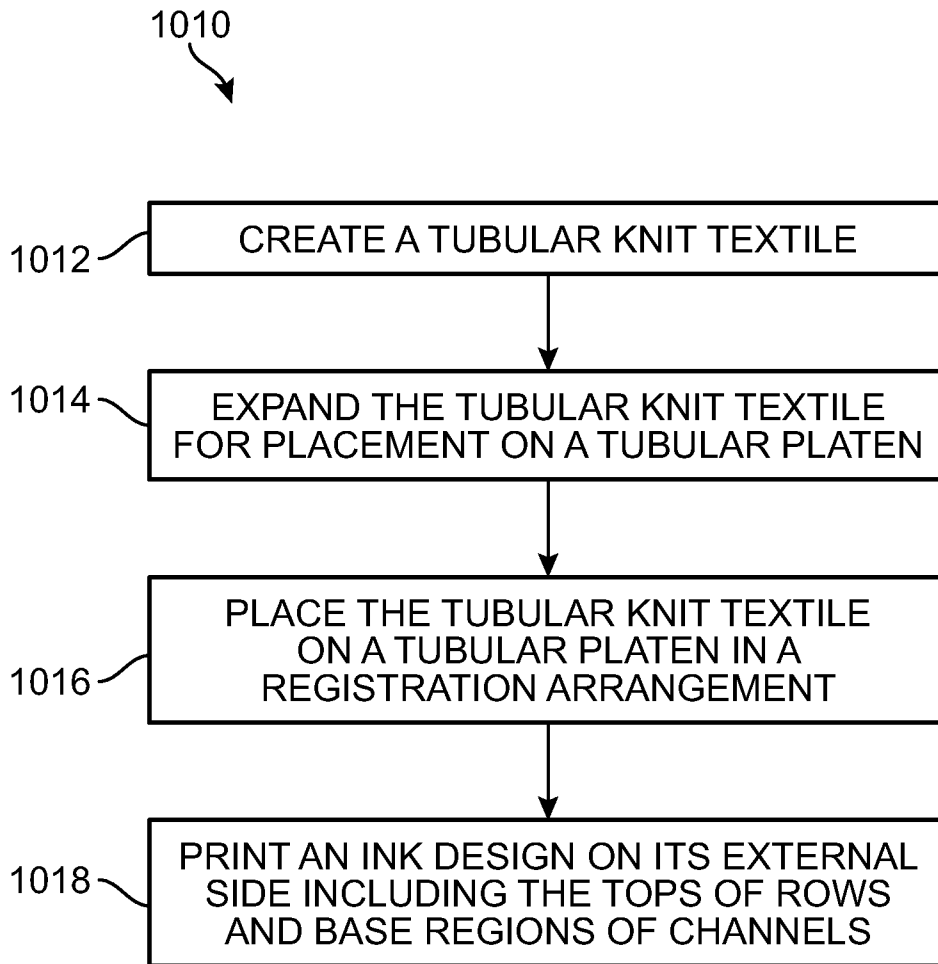 1010
1012
CREATE A TUBULAR KNIT TEXTILE
1014
EXPAND THE TUBULAR KNIT TEXTILE
FOR PLACEMENT ON A TUBULAR PLATEN
1016
PLACE THE TUBULAR KNIT TEXTILE
ON A TUBULAR PLATEN IN A
REGISTRATION ARRANGEMENT
1018
PRINT AN INK DESIGN ON ITS EXTERNAL
SIDE INCLUDING THE TOPS OF ROWS
AND BASE REGIONS OF CHANNELS